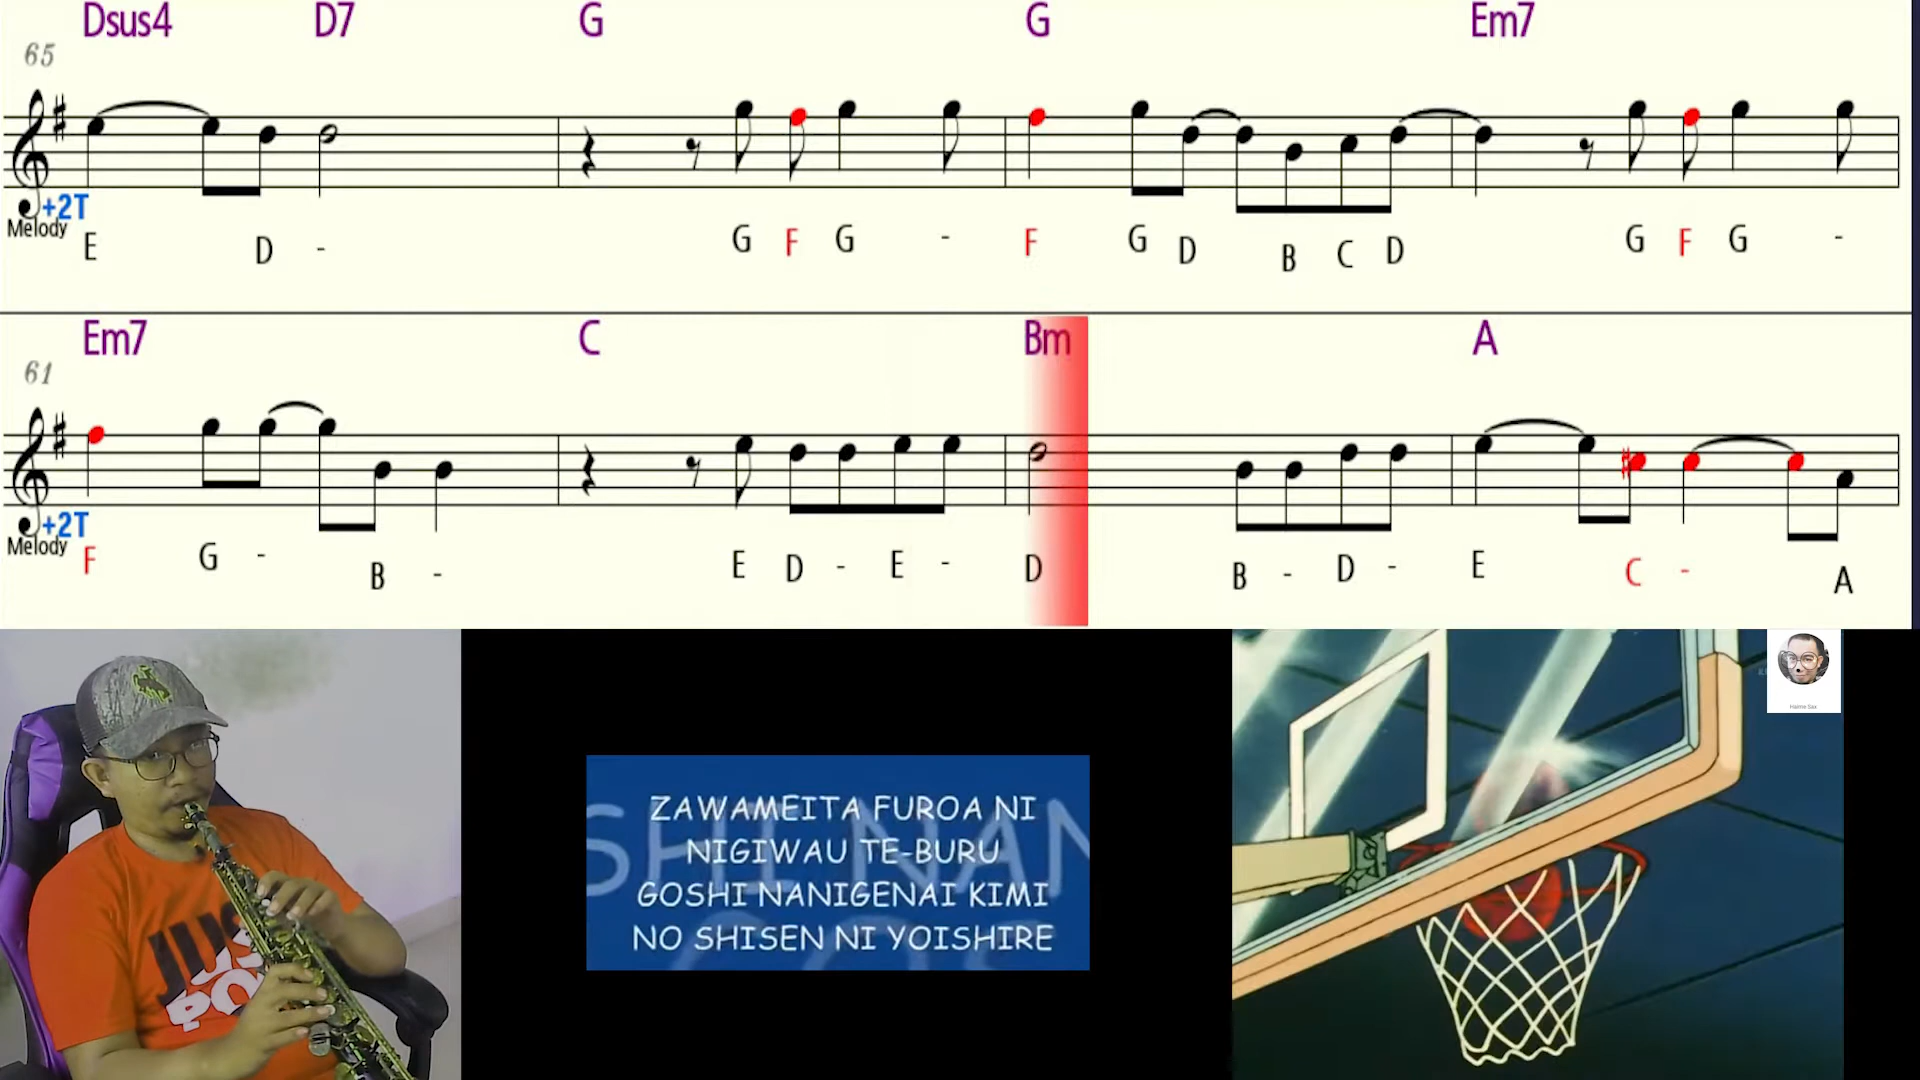 Dsus4 D7 G G Em7
65
+2T
Melody
E D - G F G - F G D B C D G F G -
Em7 C Bm A
61
+2T
Melody
F G - B - E D - E - D B - D - E C - A
ZAWAMEITA FUROA NI
NIGIWAU TE-BURU
GOSHI NANIGENAI KIMI
NO SHISEN NI YOISHIRE
JUS